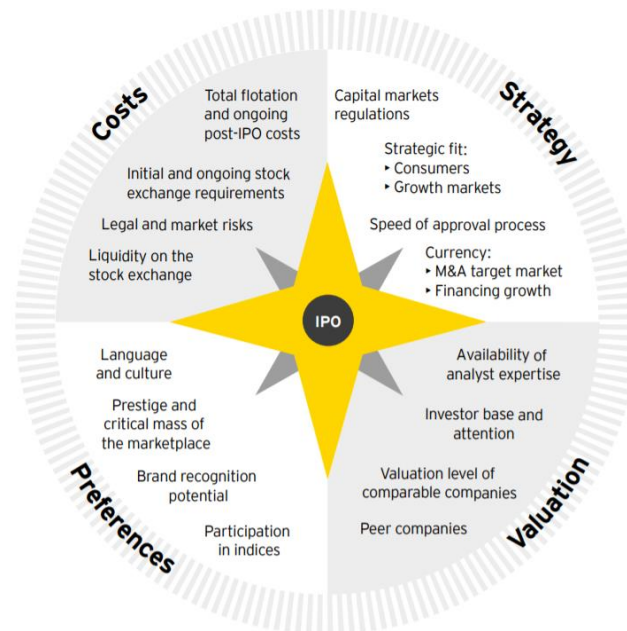 Costs
Total flotation
and ongoing
post-IPO costs
Initial and ongoing stock
exchange requirements
Legal and market risks
Liquidity on the
stock exchange
Strategy
Capital markets
regulations
Strategic fit:
▸ Consumers
▸ Growth markets
Speed of approval process
Currency:
▸ M&A target market
▸ Financing growth
IPO
Preferences
Language
and culture
Prestige and
critical mass of
the marketplace
Brand recognition
potential
Participation
in indices
Valuation
Availability of
analyst expertise
Investor base and
attention
Valuation level of
comparable companies
Peer companies